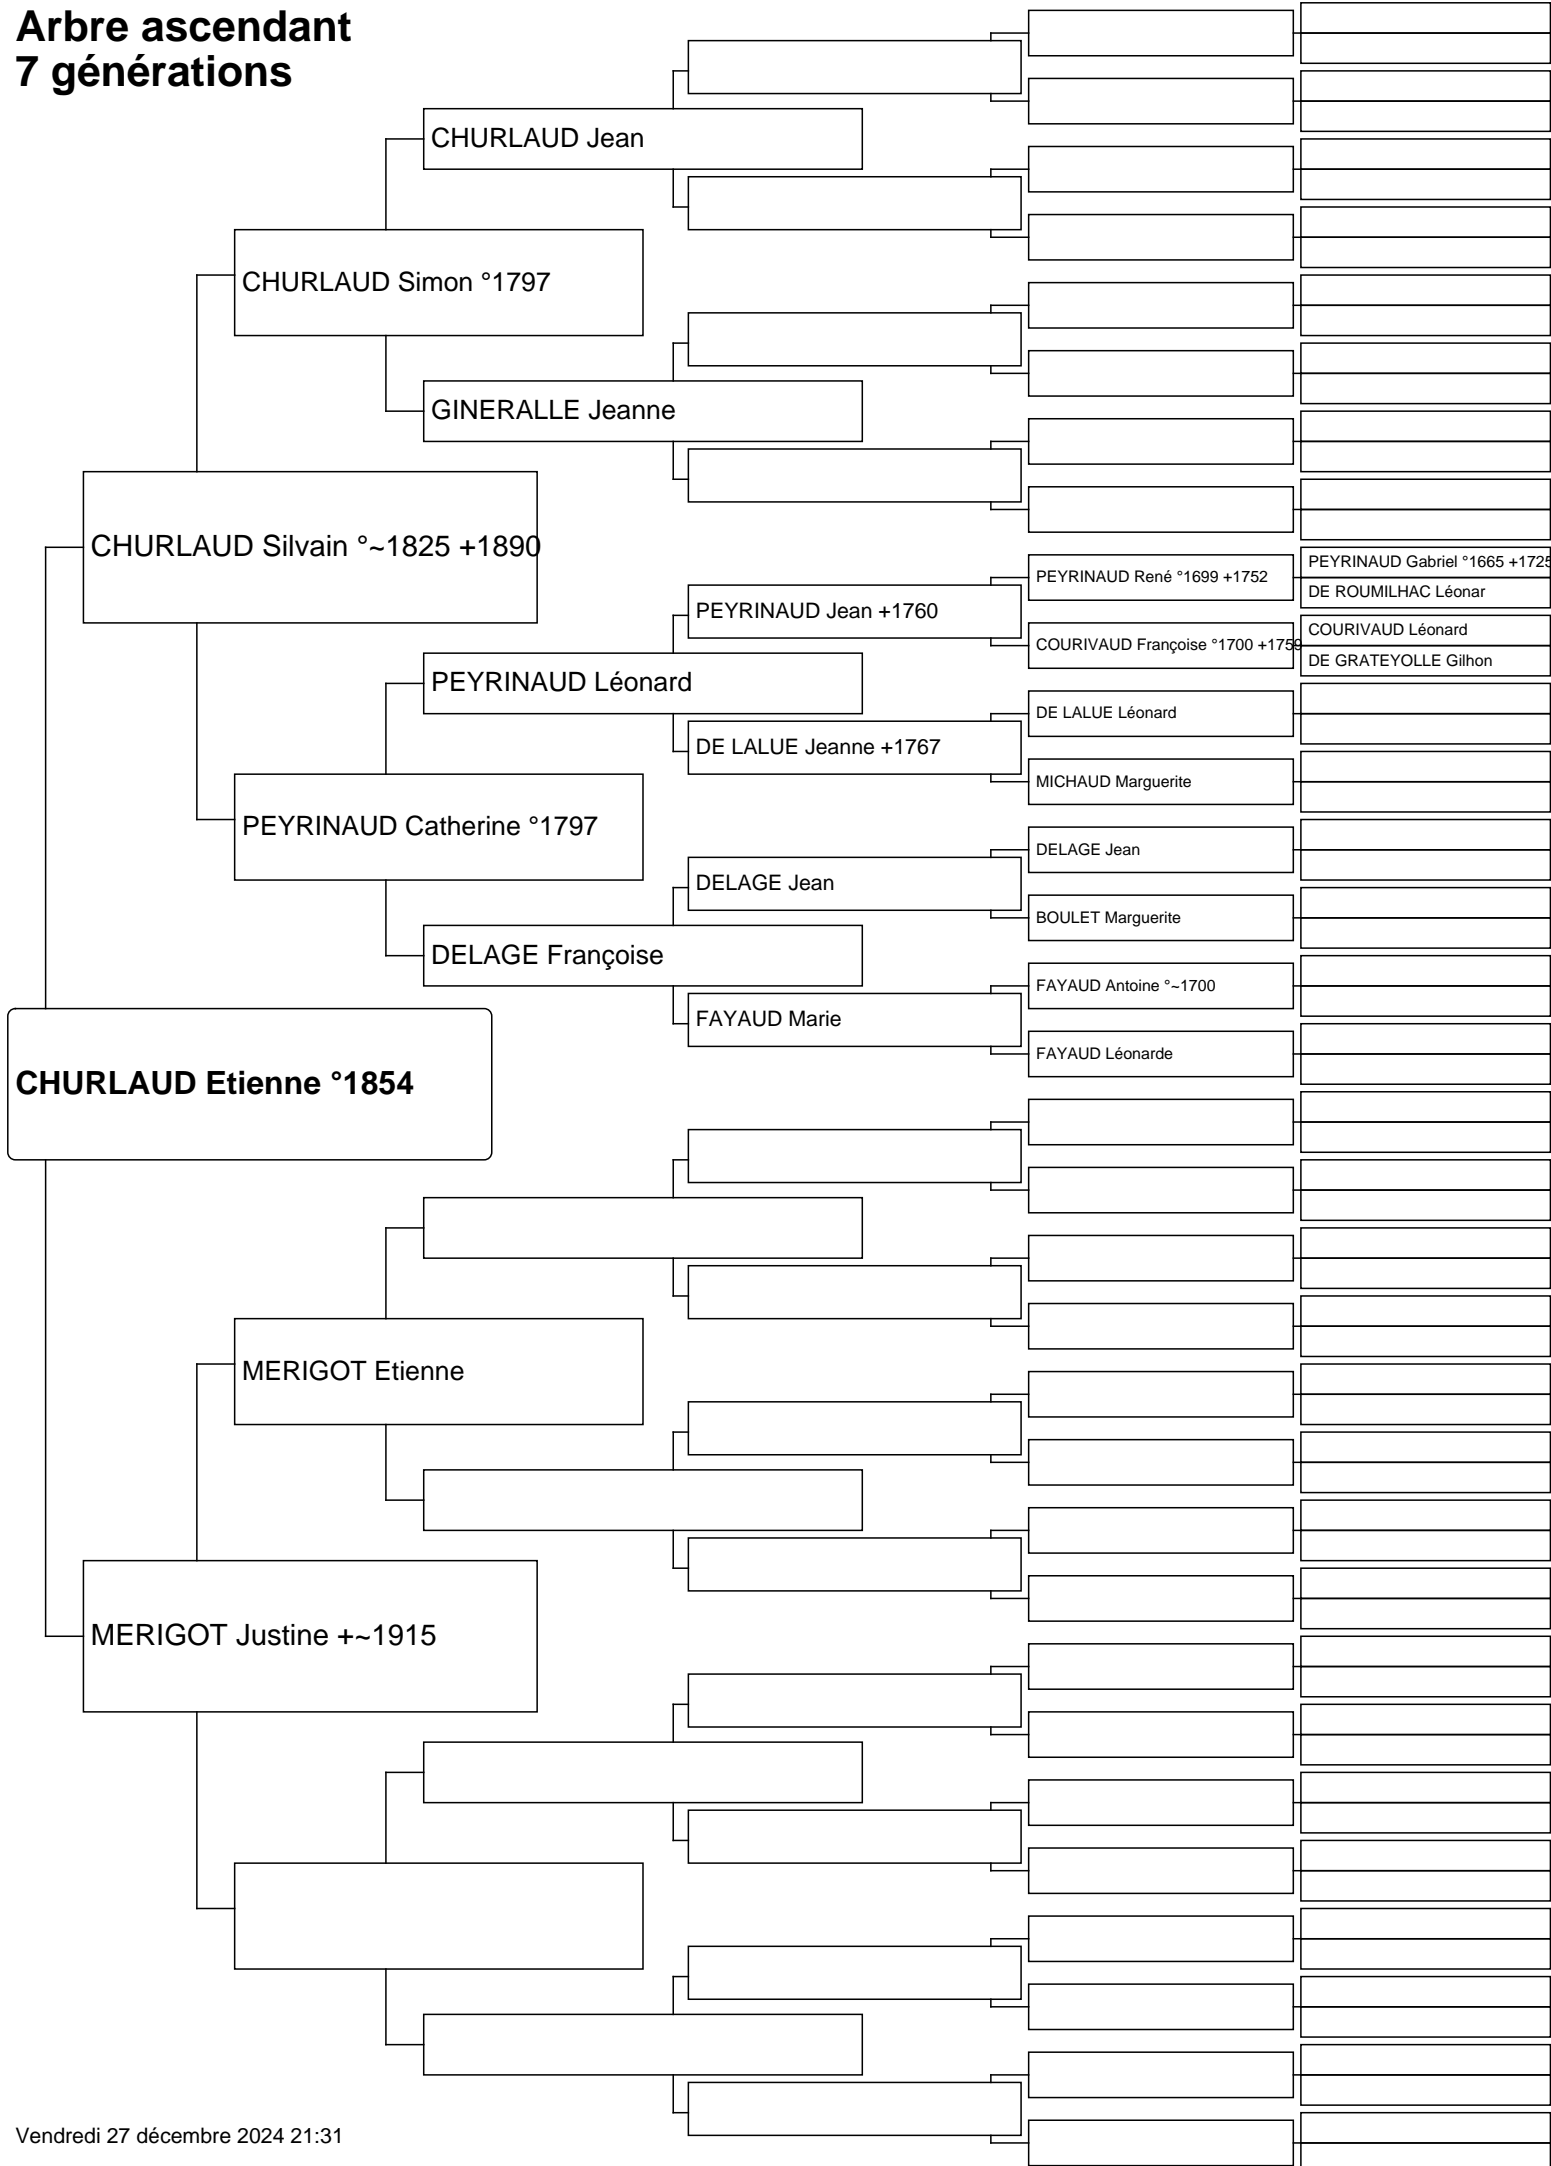 Arbre ascendant
7 générations
CHURLAUD Jean
CHURLAUD Simon °1797
GINERALLE Jeanne
CHURLAUD Silvain °~1825 +1890
PEYRINAUD Gabriel °1665 +1725
PEYRINAUD René °1699 +1752
DE ROUMILHAC Léonar
PEYRINAUD Jean +1760
COURIVAUD Léonard
COURIVAUD Françoise °1700 +1759
DE GRATEYOLLE Gilhon
PEYRINAUD Léonard
DE LALUE Léonard
DE LALUE Jeanne +1767
MICHAUD Marguerite
PEYRINAUD Catherine °1797
DELAGE Jean
DELAGE Jean
BOULET Marguerite
DELAGE Françoise
FAYAUD Antoine °~1700
FAYAUD Marie
FAYAUD Léonarde
CHURLAUD Etienne °1854
MERIGOT Etienne
MERIGOT Justine +~1915
Vendredi 27 décembre 2024 21:31